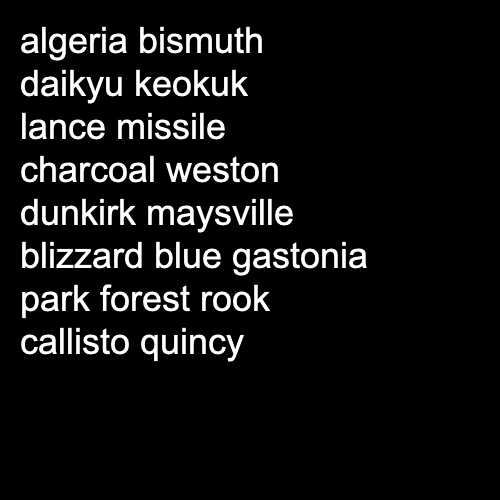 algeria bismuth
daikyu keokuk
lance missile
charcoal weston
dunkirk maysville
blizzard blue gastonia
park forest rook
callisto quincy